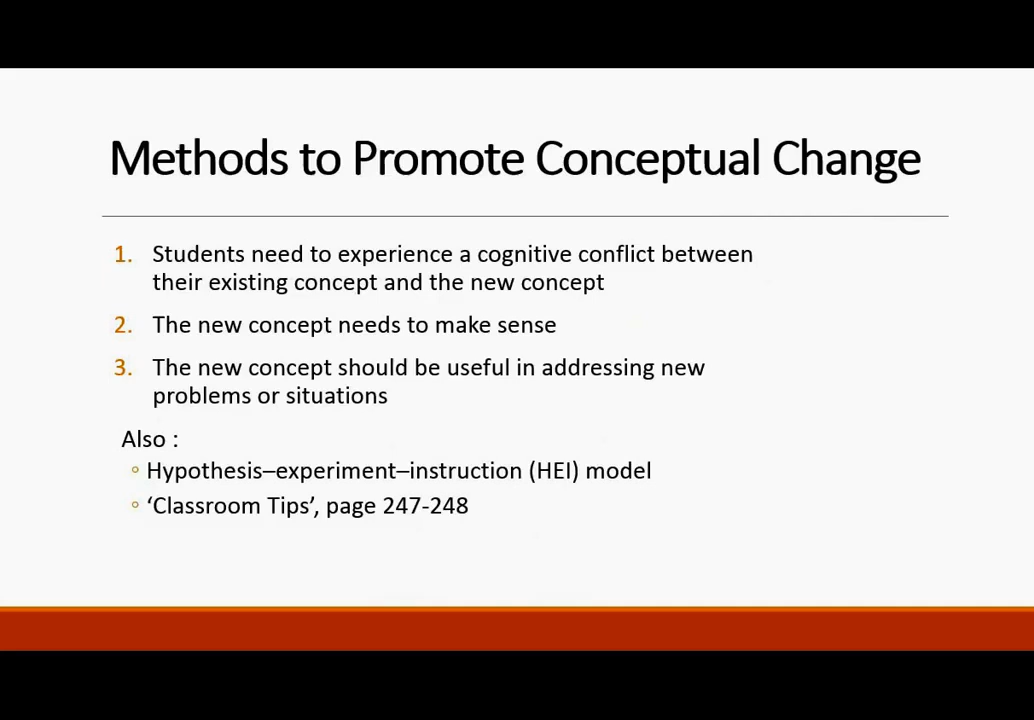 Methods to Promote Conceptual Change
1. Students need to experience a cognitive conflict between
their existing concept and the new concept
2. The new concept needs to make sense
3. The new concept should be useful in addressing new
problems or situations
Also :
◦ Hypothesis–experiment–instruction (HEI) model
◦ ‘Classroom Tips’, page 247-248